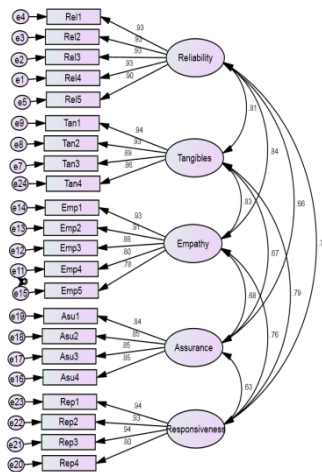 e4 Rel1 .93
e3 Rel2 .93
e2 Rel3 .93
e1 Rel4 .93
e5 Rel5 .90
Reliability
e9 Tan1 .94
e8 Tan2 .93
e7 Tan3 .89
e24 Tan4 .86
Tangibles
e14 Emp1 .93
e13 Emp2 .91
e12 Emp3 .88
e11 Emp4 .80
e15 Emp5 .78
Empathy
e19 Asu1 .84
e18 Asu2 .85
e17 Asu3 .85
e16 Asu4 .85
Assurance
e23 Rep1 .94
e22 Rep2 .93
e21 Rep3 .94
e20 Rep4 .80
Responsiveness
.81
.84
.66
.83
.67
.79
.68
.76
.63